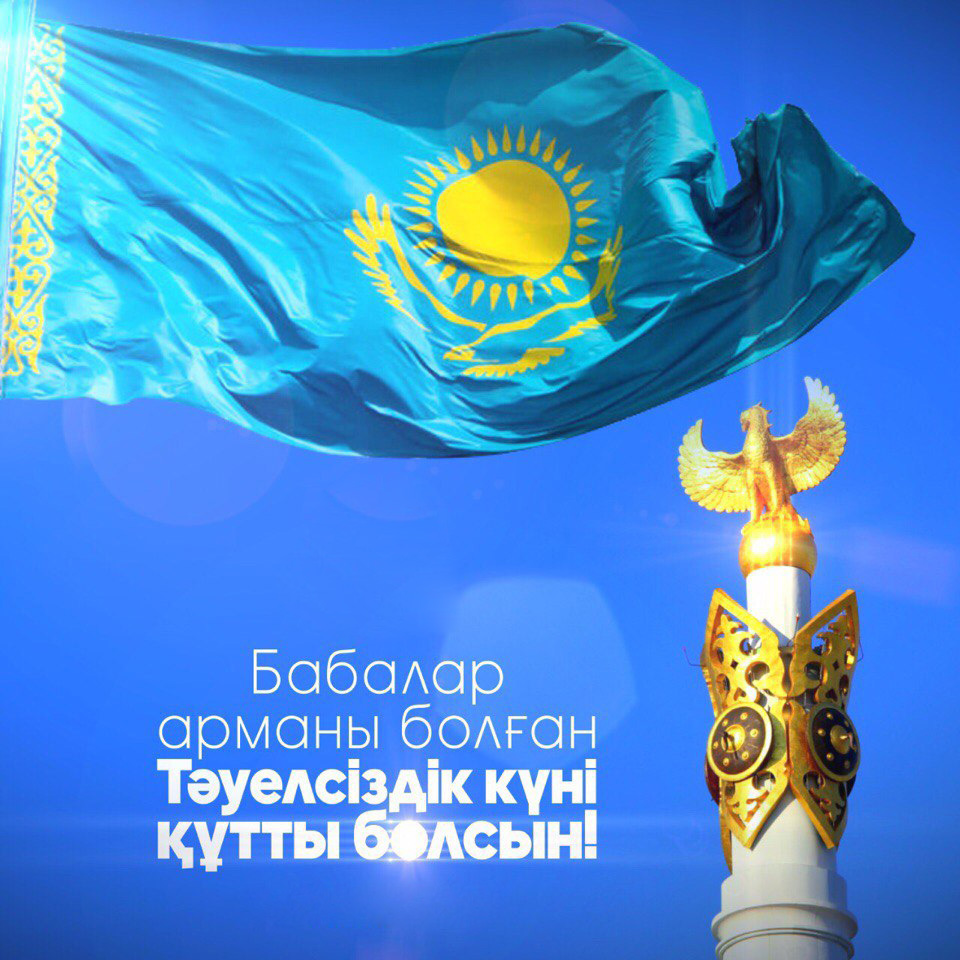 Бабалар
арманы болған
Тәуелсіздік күні
құтты болсын!